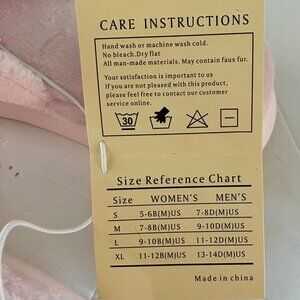 CARE INSTRUCTIONS
Hand wash or machine wash cold.
No bleach.Dry flat
All man-made materials. May contain faux fur.
Your satisfaction is important to us
If you are not pleased with this product,
please feel free to contact our customer
service online.
30
Size Reference Chart
Size WOMEN'S MEN'S
S 5-6B(M)US 7-8D(M)US
M 7-8B(M)US 9-10D(M)US
L 9-10B(M)US 11-12D(M)US
XL 11-12B(M)US 13-14D(M)US
Made in china